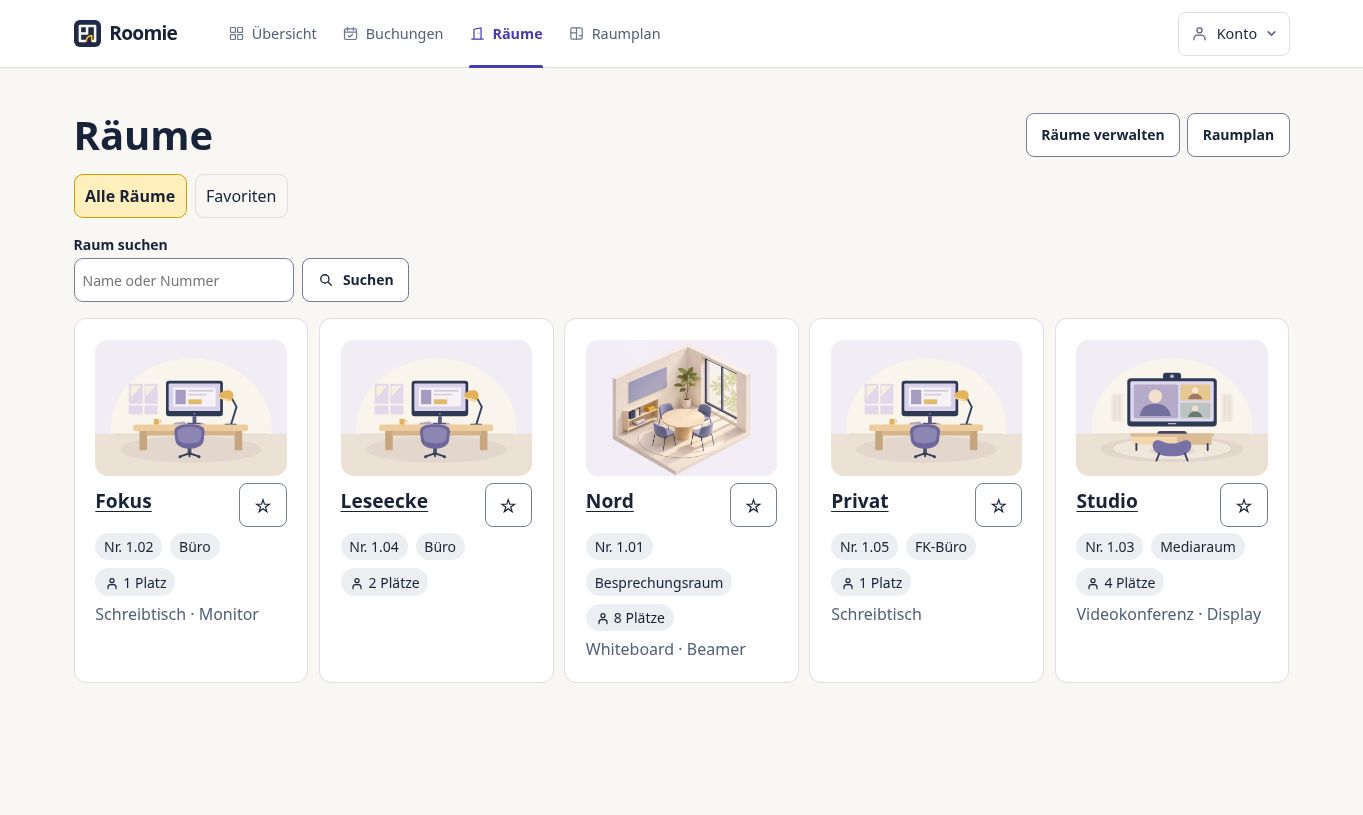 Roomie
Übersicht
Buchungen
Räume
Raumplan
Konto
Räume
Räume verwalten
Raumplan
Alle Räume
Favoriten
Raum suchen
Name oder Nummer
Suchen
Fokus
Nr. 1.02
Büro
1 Platz
Schreibtisch · Monitor
Leseecke
Nr. 1.04
Büro
2 Plätze
Nord
Nr. 1.01
Besprechungsraum
8 Plätze
Whiteboard · Beamer
Privat
Nr. 1.05
FK-Büro
1 Platz
Schreibtisch
Studio
Nr. 1.03
Mediaraum
4 Plätze
Videokonferenz · Display